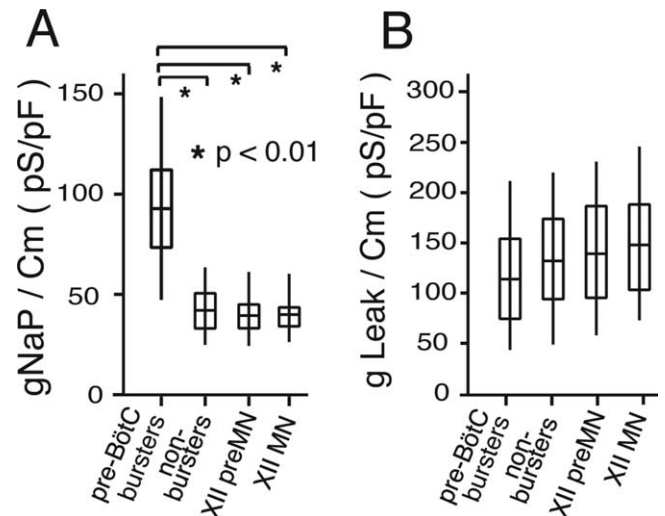 A
gNaP / Cm ( pS/pF)
150
100
50
0
*
*
*
* p < 0.01
pre-BötC
bursters
non-
bursters
XII preMN
XII MN
B
g Leak / Cm ( pS/pF)
300
250
200
150
100
50
0
pre-BötC
bursters
non-
bursters
XII preMN
XII MN